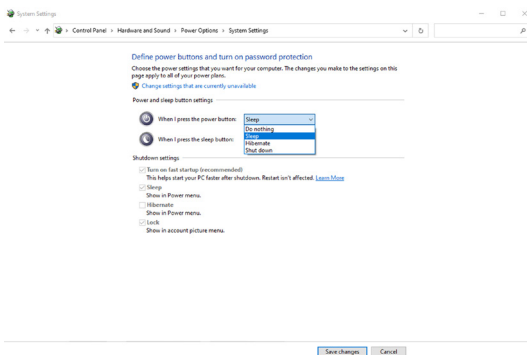 System Settings
Control Panel › Hardware and Sound › Power Options › System Settings
Define power buttons and turn on password protection
Choose the power settings that you want for your computer. The changes you make to the settings on this
page apply to all of your power plans.
Change settings that are currently unavailable
Power and sleep button settings
When I press the power button: Sleep
Do nothing
Sleep
Hibernate
Shut down
When I press the sleep button:
Shutdown settings
Turn on fast startup (recommended)
This helps start your PC faster after shutdown. Restart isn't affected. Learn More
Sleep
Show in Power menu.
Hibernate
Show in Power menu.
Lock
Show in account picture menu.
Save changes Cancel